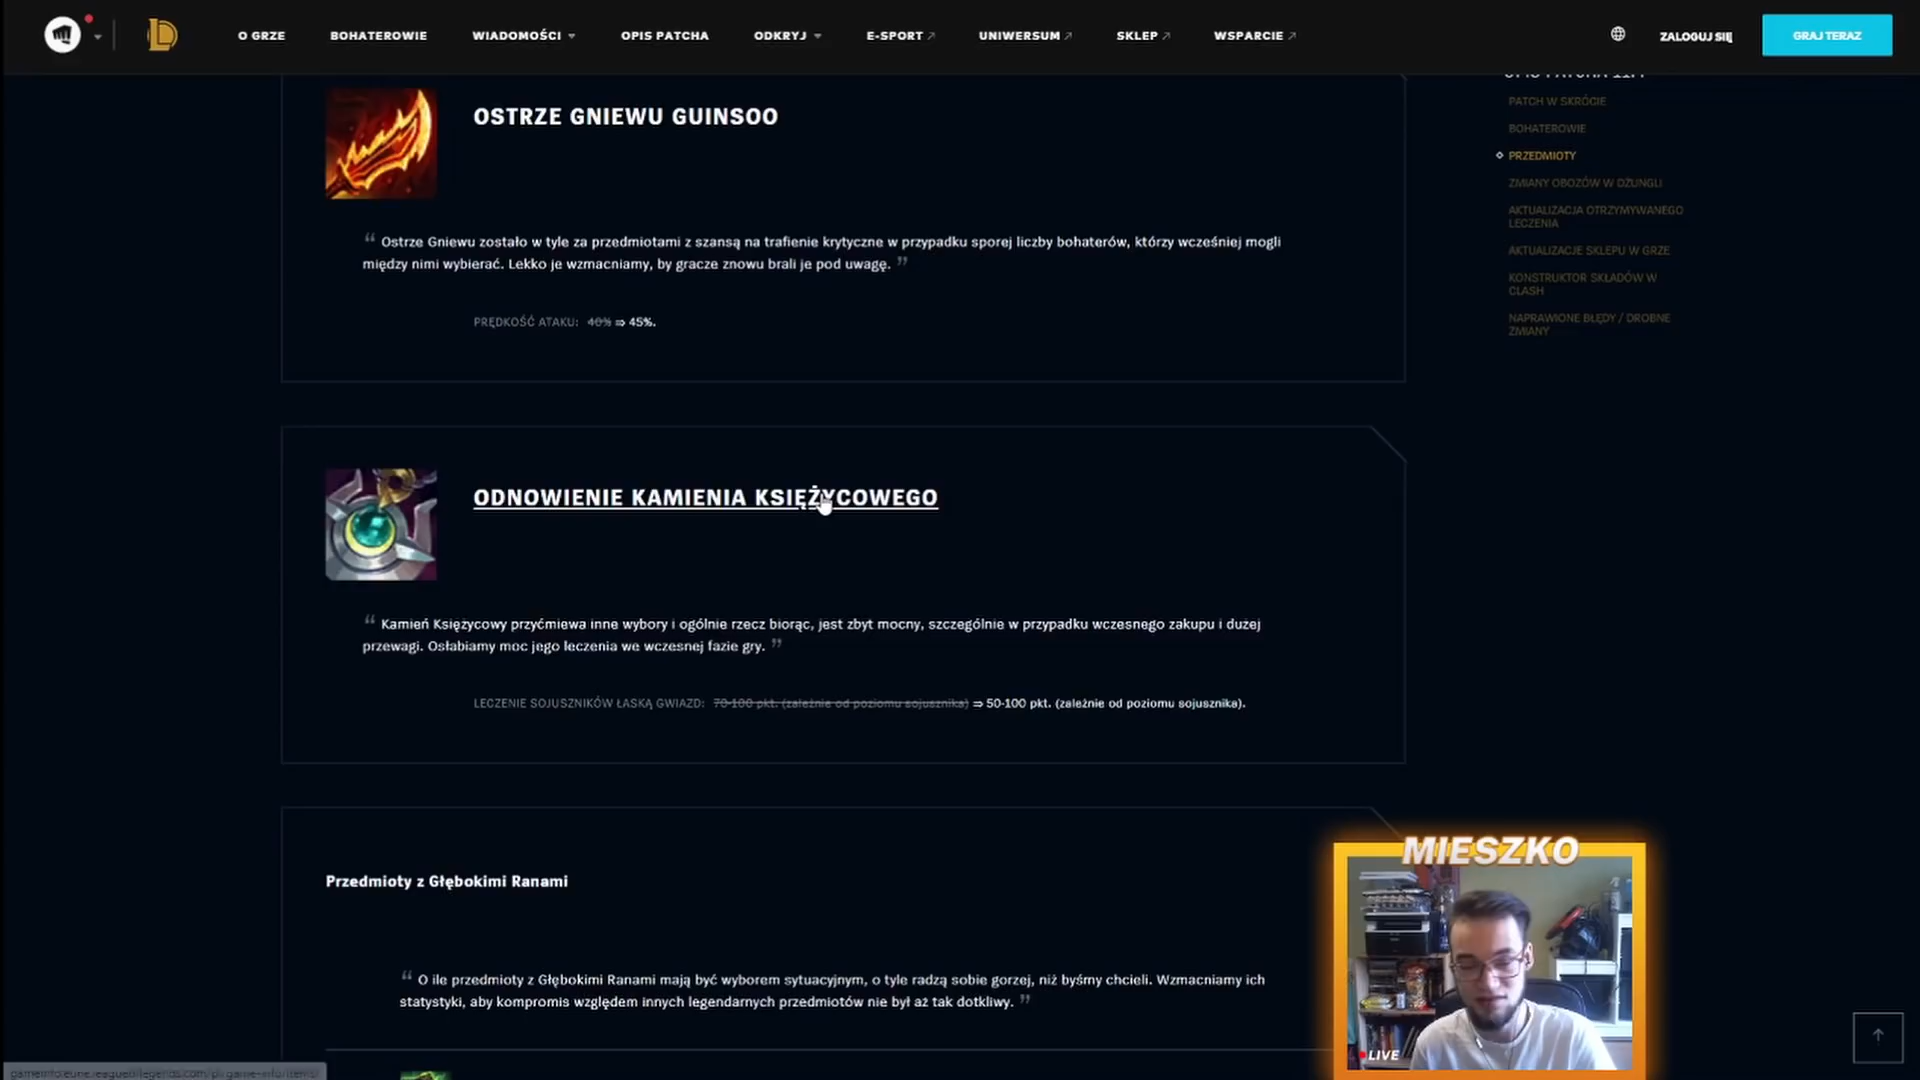 O GRZE
BOHATEROWIE
WIADOMOŚCI
OPIS PATCHA
ODKRYJ
E-SPORT
UNIWERSUM
SKLEP
WSPARCIE
ZALOGUJ SIĘ
GRAJ TERAZ
OSTRZE GNIEWU GUINSOO
“ Ostrze Gniewu zostało w tyle za przedmiotami z szansą na trafienie krytyczne w przypadku sporej liczby bohaterów, którzy wcześniej mogli
między nimi wybierać. Lekko je wzmacniamy, by gracze znowu brali je pod uwagę. ”
PRĘDKOŚĆ ATAKU: 40% ⇒ 45%.
ODNOWIENIE KAMIENIA KSIĘŻYCOWEGO
“ Kamień Księżycowy przyćmiewa inne wybory i ogólnie rzecz biorąc, jest zbyt mocny, szczególnie w przypadku wczesnego zakupu i dużej
przewagi. Osłabiamy moc jego leczenia we wczesnej fazie gry. ”
LECZENIE SOJUSZNIKÓW ŁASKĄ GWIAZD: 70-100 pkt. (zależnie od poziomu sojusznika) ⇒ 50-100 pkt. (zależnie od poziomu sojusznika).
Przedmioty z Głębokimi Ranami
“ O ile przedmioty z Głębokimi Ranami mają być wyborem sytuacyjnym, o tyle radzą sobie gorzej, niż byśmy chcieli. Wzmacniamy ich
statystyki, aby kompromis względem innych legendarnych przedmiotów nie był aż tak dotkliwy. ”
PATCH W SKRÓCIE
BOHATEROWIE
PRZEDMIOTY
ZMIANY OBOZÓW W DŻUNGLI
AKTUALIZACJA OTRZYMYWANEGO
LECZENIA
AKTUALIZACJE SKLEPU W GRZE
KONSTRUKTOR SKŁADÓW W
CLASH
NAPRAWIONE BŁĘDY / DROBNE
ZMIANY
MIESZKO
LIVE